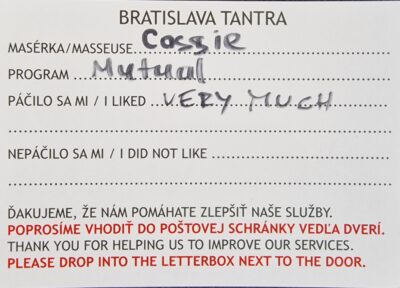 BRATISLAVA TANTRA
MASÉRKA/MASSEUSE Cossie
PROGRAM Mutual
PÁČILO SA MI / I LIKED VERY MUCH
NEPÁČILO SA MI / I DID NOT LIKE
ĎAKUJEME, ŽE NÁM POMÁHATE ZLEPŠIŤ NAŠE SLUŽBY.
POPROSÍME VHODIŤ DO POŠTOVEJ SCHRÁNKY VEDĽA DVERÍ.
THANK YOU FOR HELPING US TO IMPROVE OUR SERVICES.
PLEASE DROP INTO THE LETTERBOX NEXT TO THE DOOR.